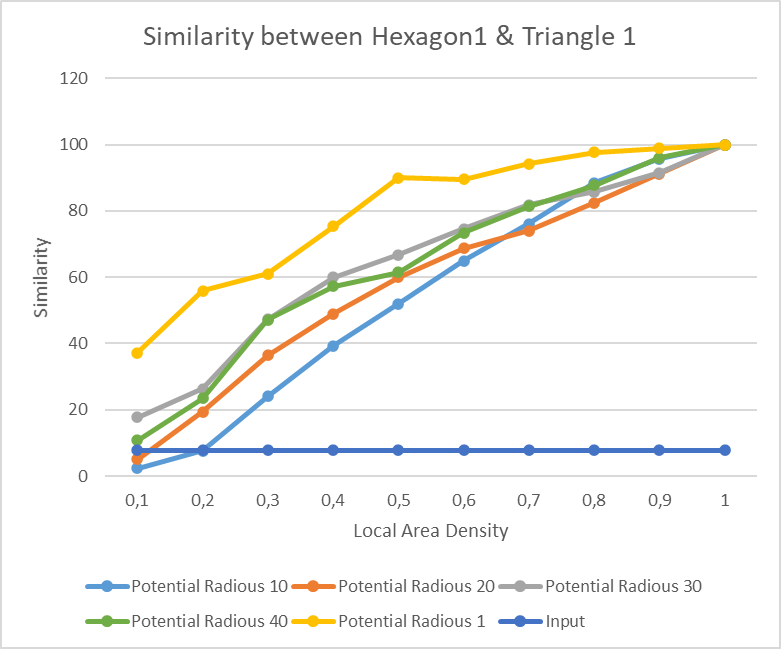 Similarity between Hexagon1 & Triangle 1
120
100
80
60
40
20
0
Similarity
0,1 0,2 0,3 0,4 0,5 0,6 0,7 0,8 0,9 1
Local Area Density
Potential Radious 10 Potential Radious 20 Potential Radious 30
Potential Radious 40 Potential Radious 1 Input